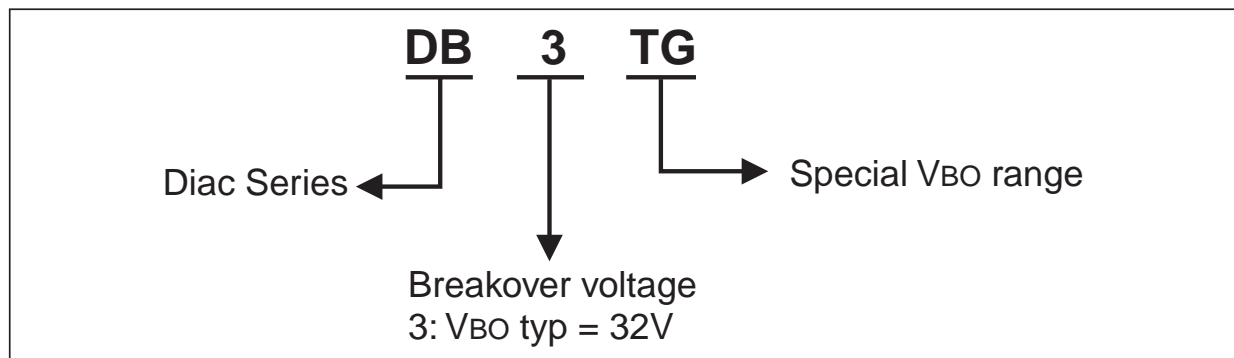 DB 3 TG
Diac Series
Special VBO range
Breakover voltage
3: VBO typ = 32V